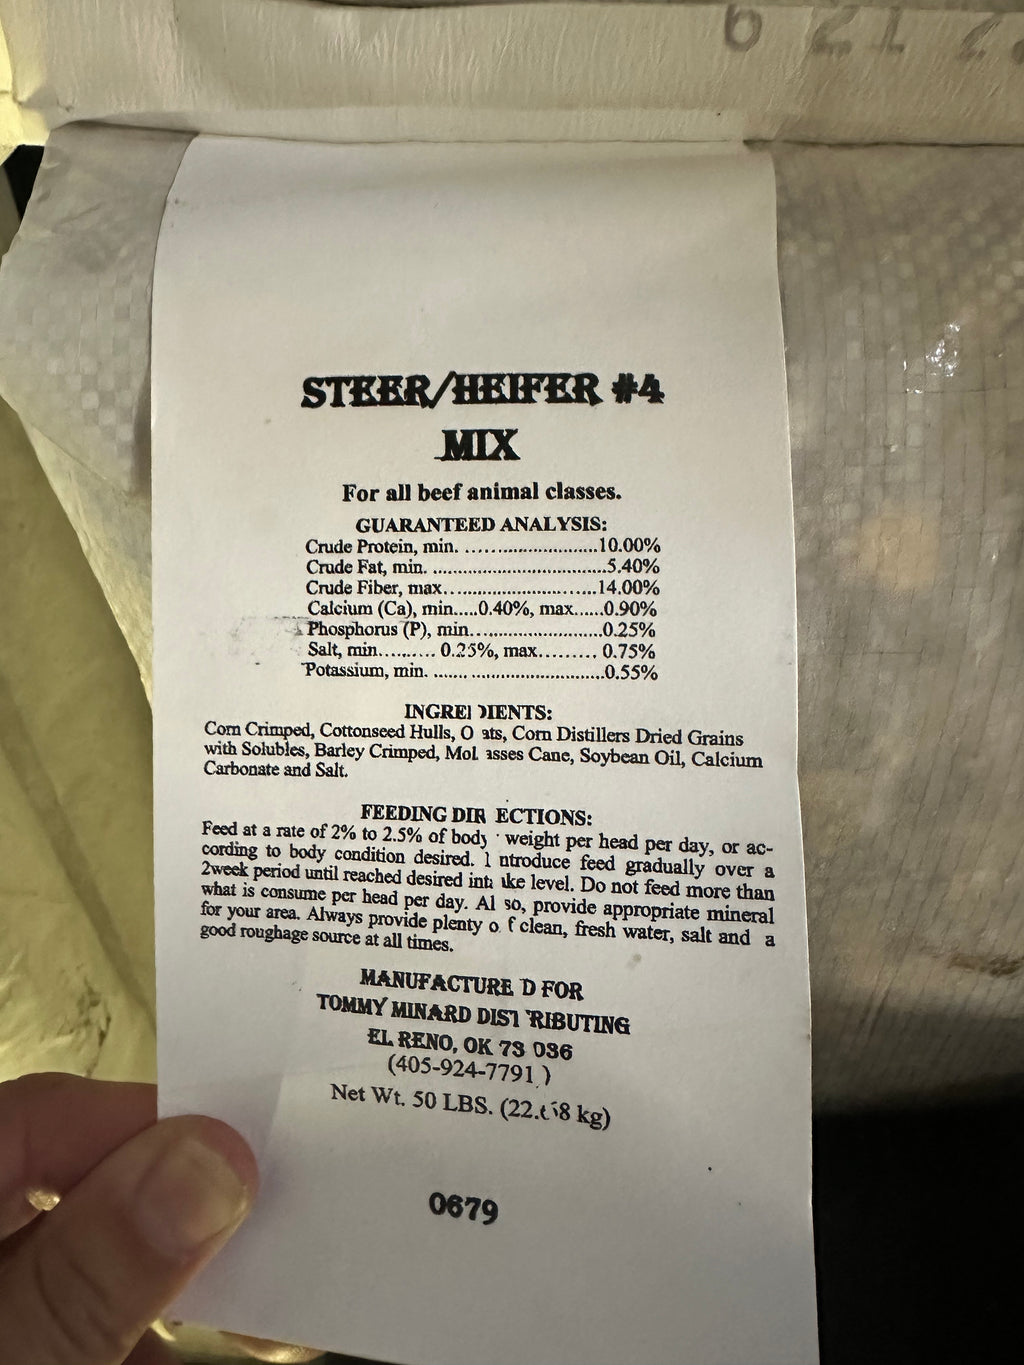 6 21 2
STEER/HEIFER #4
MIX
For all beef animal classes.
GUARANTEED ANALYSIS:
Crude Protein, min. ............................10.00%
Crude Fat, min. ....................................5.40%
Crude Fiber, max................................14.00%
Calcium (Ca), min.....0.40%, max......0.90%
Phosphorus (P), min...........................0.25%
Salt, min.......... 0.25%, max......... 0.75%
Potassium, min. ....... ...........................0.55%
INGREDIENTS:
Corn Crimped, Cottonseed Hulls, Oats, Corn Distillers Dried Grains
with Solubles, Barley Crimped, Molasses Cane, Soybean Oil, Calcium
Carbonate and Salt.
FEEDING DIRECTIONS:
Feed at a rate of 2% to 2.5% of body weight per head per day, or ac-
cording to body condition desired. Introduce feed gradually over a
2week period until reached desired intake level. Do not feed more than
what is consume per head per day. Also, provide appropriate mineral
for your area. Always provide plenty of clean, fresh water, salt and a
good roughage source at all times.
MANUFACTURED FOR
TOMMY MINARD DISTRIBUTING
EL RENO, OK 73036
(405-924-7791)
Net Wt. 50 LBS. (22.68 kg)
0679